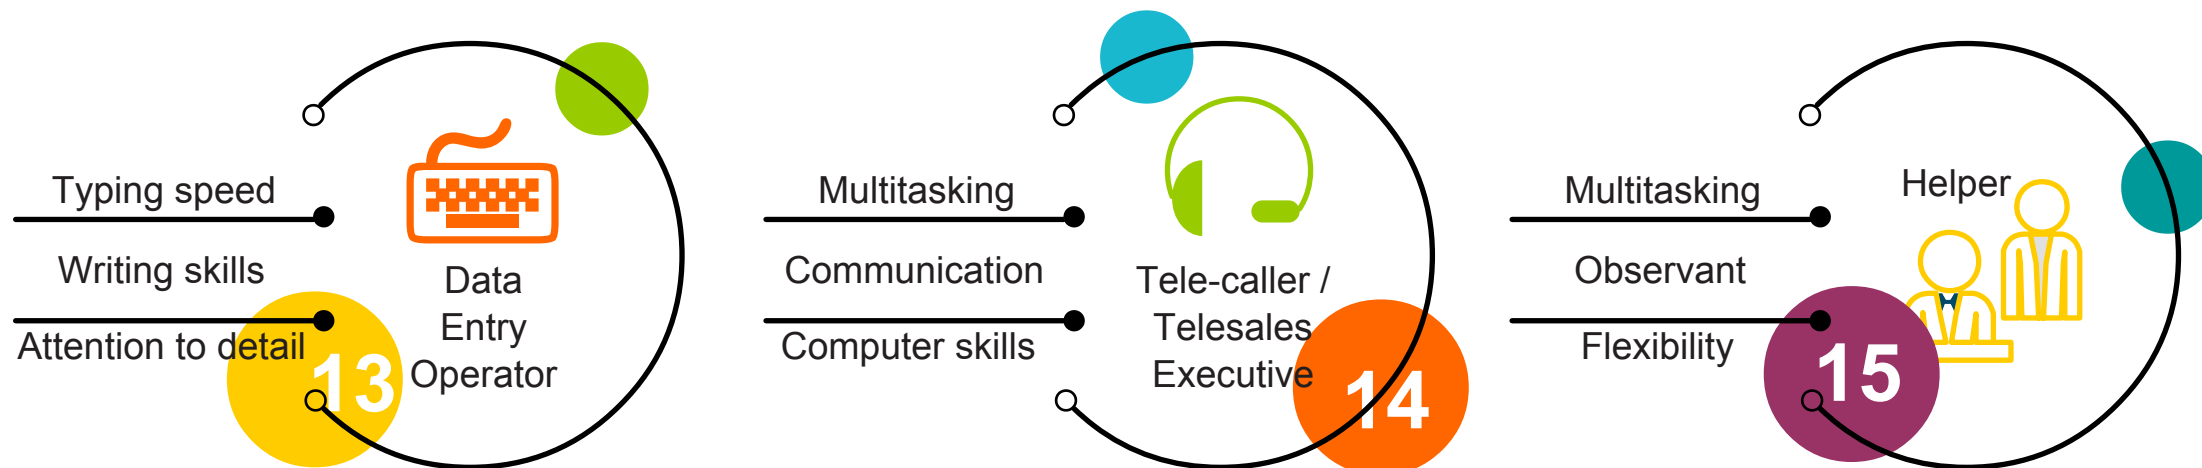 Typing speed
Writing skills
Attention to detail
13
Data
Entry
Operator
Multitasking
Communication
Computer skills
Tele-caller /
Telesales
Executive
14
Multitasking
Observant
Flexibility
15
Helper